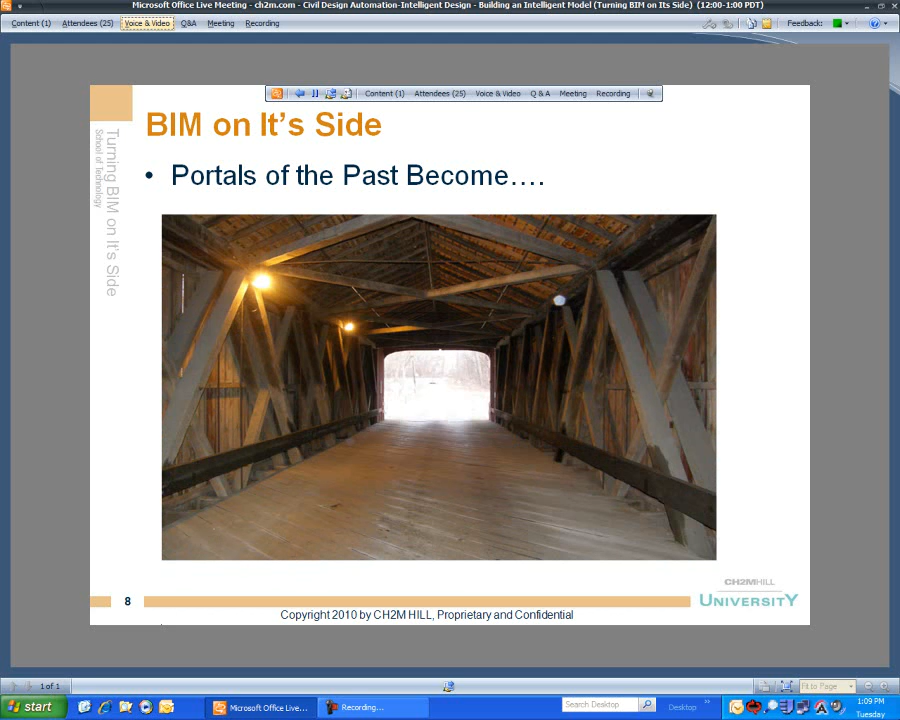 Microsoft Office Live Meeting - ch2m.com - Civil Design Automation-Intelligent Design - Building an Intelligent Model (Turning BIM on Its Side) (12:00-1:00 PDT)
Content (1) Attendees (25) Voice & Video Q&A Meeting Recording Feedback:
Content (1) Attendees (25) Voice & Video Q & A Meeting Recording
BIM on It's Side
• Portals of the Past Become....
Turning BIM on It's Side
School of Technology
CH2MHILL
UNIVERSITY
8
Copyright 2010 by CH2M HILL, Proprietary and Confidential
1 of 1 Fit to Page
start Microsoft Office Live... Recording... Search Desktop Desktop » 1:09 PM
Tuesday